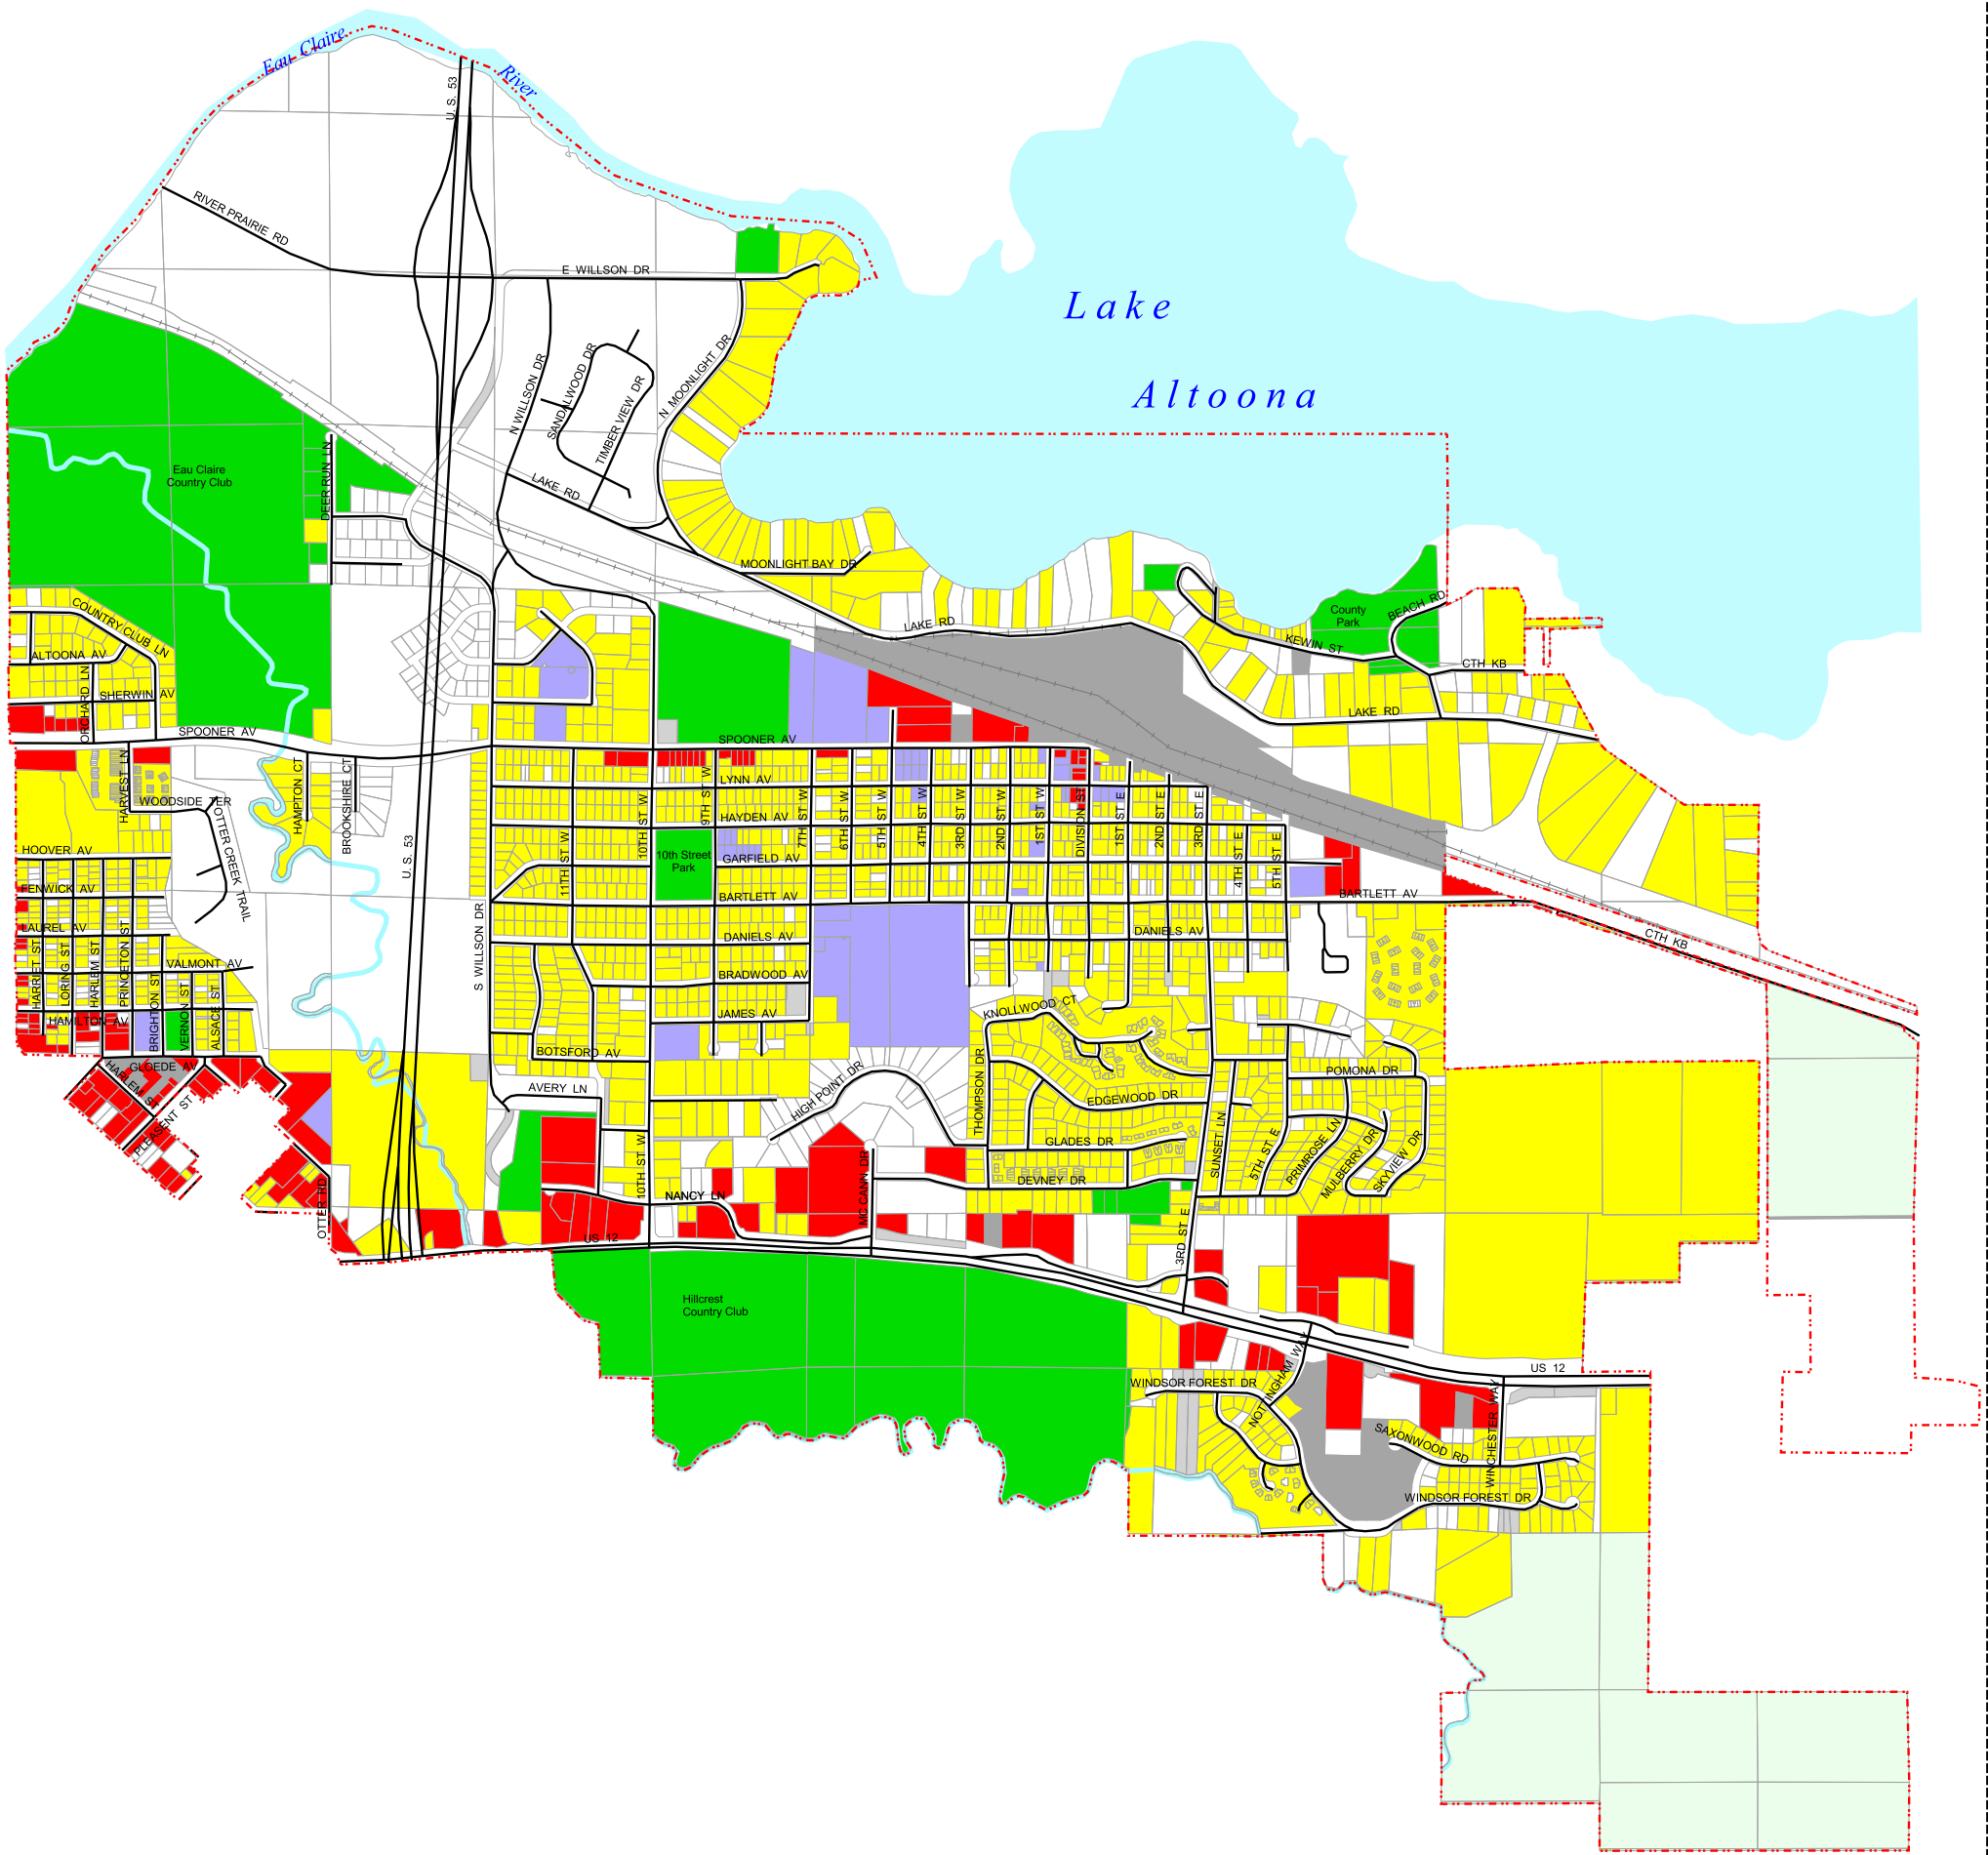 Eau Claire
River
U. S. 53
RIVER PRAIRIE RD
E WILLSON DR
Lake
Altoona
N WILLSON DR
SANDALWOOD DR
TIMBER VIEW DR
N MOONLIGHT DR
LAKE RD
DEER RUN LN
Eau Claire
Country Club
MOONLIGHT BAY DR
LAKE RD
County
Park
BEACH RD
KEWIN ST
CTH KB
LAKE RD
COUNTRY CLUB LN
ALTOONA AV
ORCHARD LN
SHERWIN AV
SPOONER AV
SPOONER AV
HARVEST LN
WOODSIDE TER
OTTER CREEK TRAIL
HAMPTON CT
BROOKSHIRE CT
U. S. 53
LYNN AV
HAYDEN AV
GARFIELD AV
BARTLETT AV
DANIELS AV
BRADWOOD AV
JAMES AV
11TH ST W
10TH ST W
9TH ST W
7TH ST W
6TH ST W
5TH ST W
4TH ST W
3RD ST W
2ND ST W
1ST ST W
DIVISION ST
1ST ST E
2ND ST E
3RD ST E
4TH ST E
5TH ST E
10th Street
Park
BARTLETT AV
CTH KB
DANIELS AV
HOOVER AV
FENWICK AV
LAUREL AV
VALMONT AV
HAMILTON AV
HARRIET ST
LORING ST
HARLEM ST
PRINCETON ST
BRIGHTON ST
VERNON ST
ALSACE ST
GLOEDE AV
HARLEM ST
PLEASENT ST
OTTER RD
S WILLSON DR
BOTSFORD AV
AVERY LN
10TH ST W
HIGH POINT DR
NANCY LN
MC CANN DR
KNOLLWOOD CT
THOMPSON DR
EDGEWOOD DR
GLADES DR
DEVNEY DR
SUNSET LN
5TH ST E
PRIMROSE LN
MULBERRY DR
SKYVIEW DR
POMONA DR
3RD ST E
US 12
Hillcrest
Country Club
US 12
WINDSOR FOREST DR
NOTTINGHAM WAY
SAXONWOOD RD
WINCHESTER WAY
WINDSOR FOREST DR